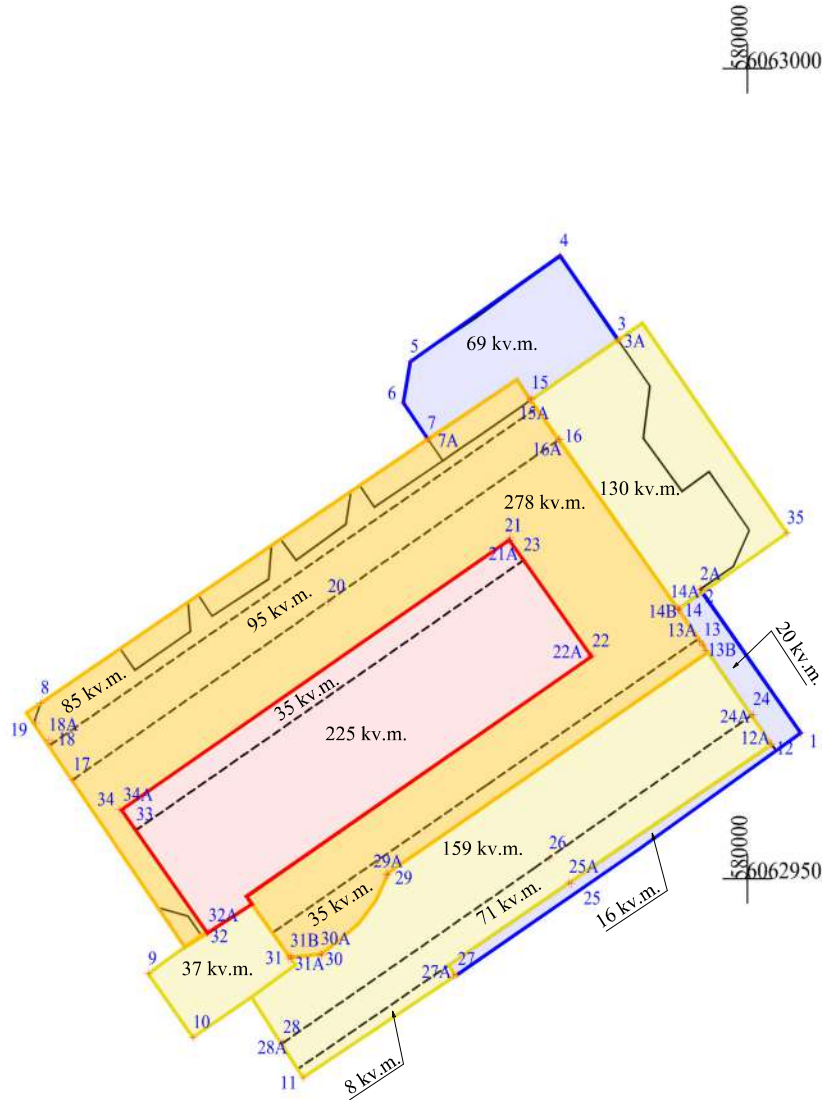 580000
6063000
4
3
3A
69 kv.m.
5
6
7
7A
15
15A
16
16A
130 kv.m.
278 kv.m.
35
21
21A
23
2A
2
14A
14
14B
13
13A
13B
20
95 kv.m.
22
22A
20 kv.m.
85 kv.m.
8
19
18A
18
35 kv.m.
225 kv.m.
24
24A
1
12A
12
17
34
34A
33
580000
6062950
159 kv.m.
26
29A
29
25A
25
35 kv.m.
71 kv.m.
16 kv.m.
32A
32
31B
30A
31
31A
30
9
37 kv.m.
27
27A
10
28
28A
11
8 kv.m.